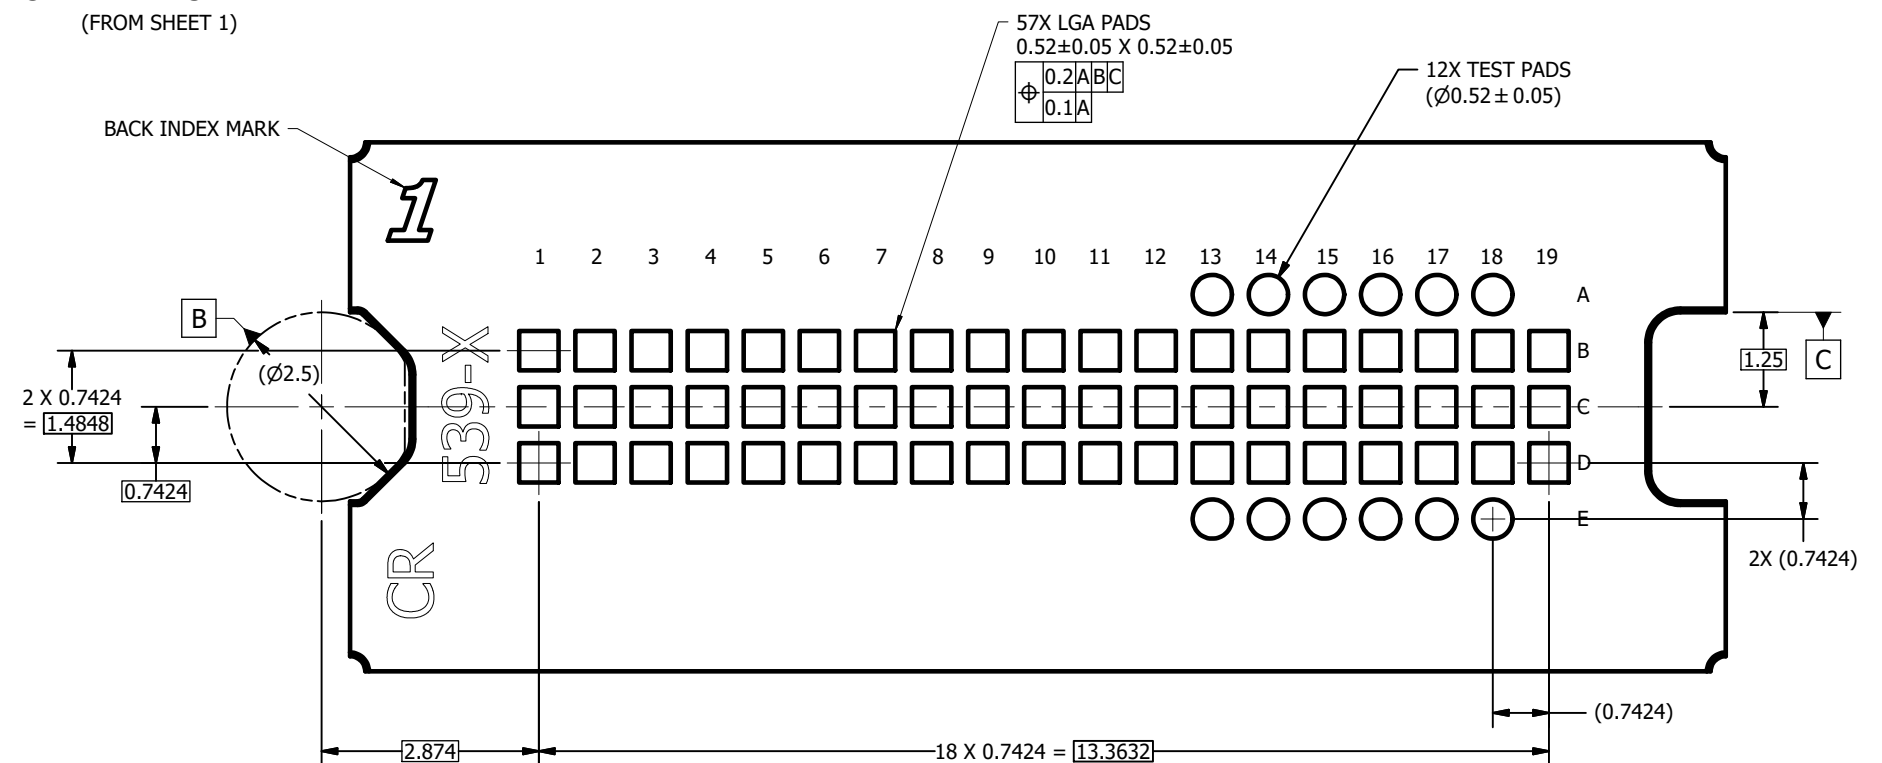 (FROM SHEET 1)
57X LGA PADS
0.52±0.05 X 0.52±0.05
⌖ 0.2 A B C
0.1 A
12X TEST PADS
(Ø0.52 ± 0.05)
BACK INDEX MARK
1
1 2 3 4 5 6 7 8 9 10 11 12 13 14 15 16 17 18 19
A
B
B
C
D
E
(Ø2.5)
539-X
CR
2 X 0.7424
= 1.4848
0.7424
1.25
C
2X (0.7424)
(0.7424)
2.874
18 X 0.7424 = 13.3632